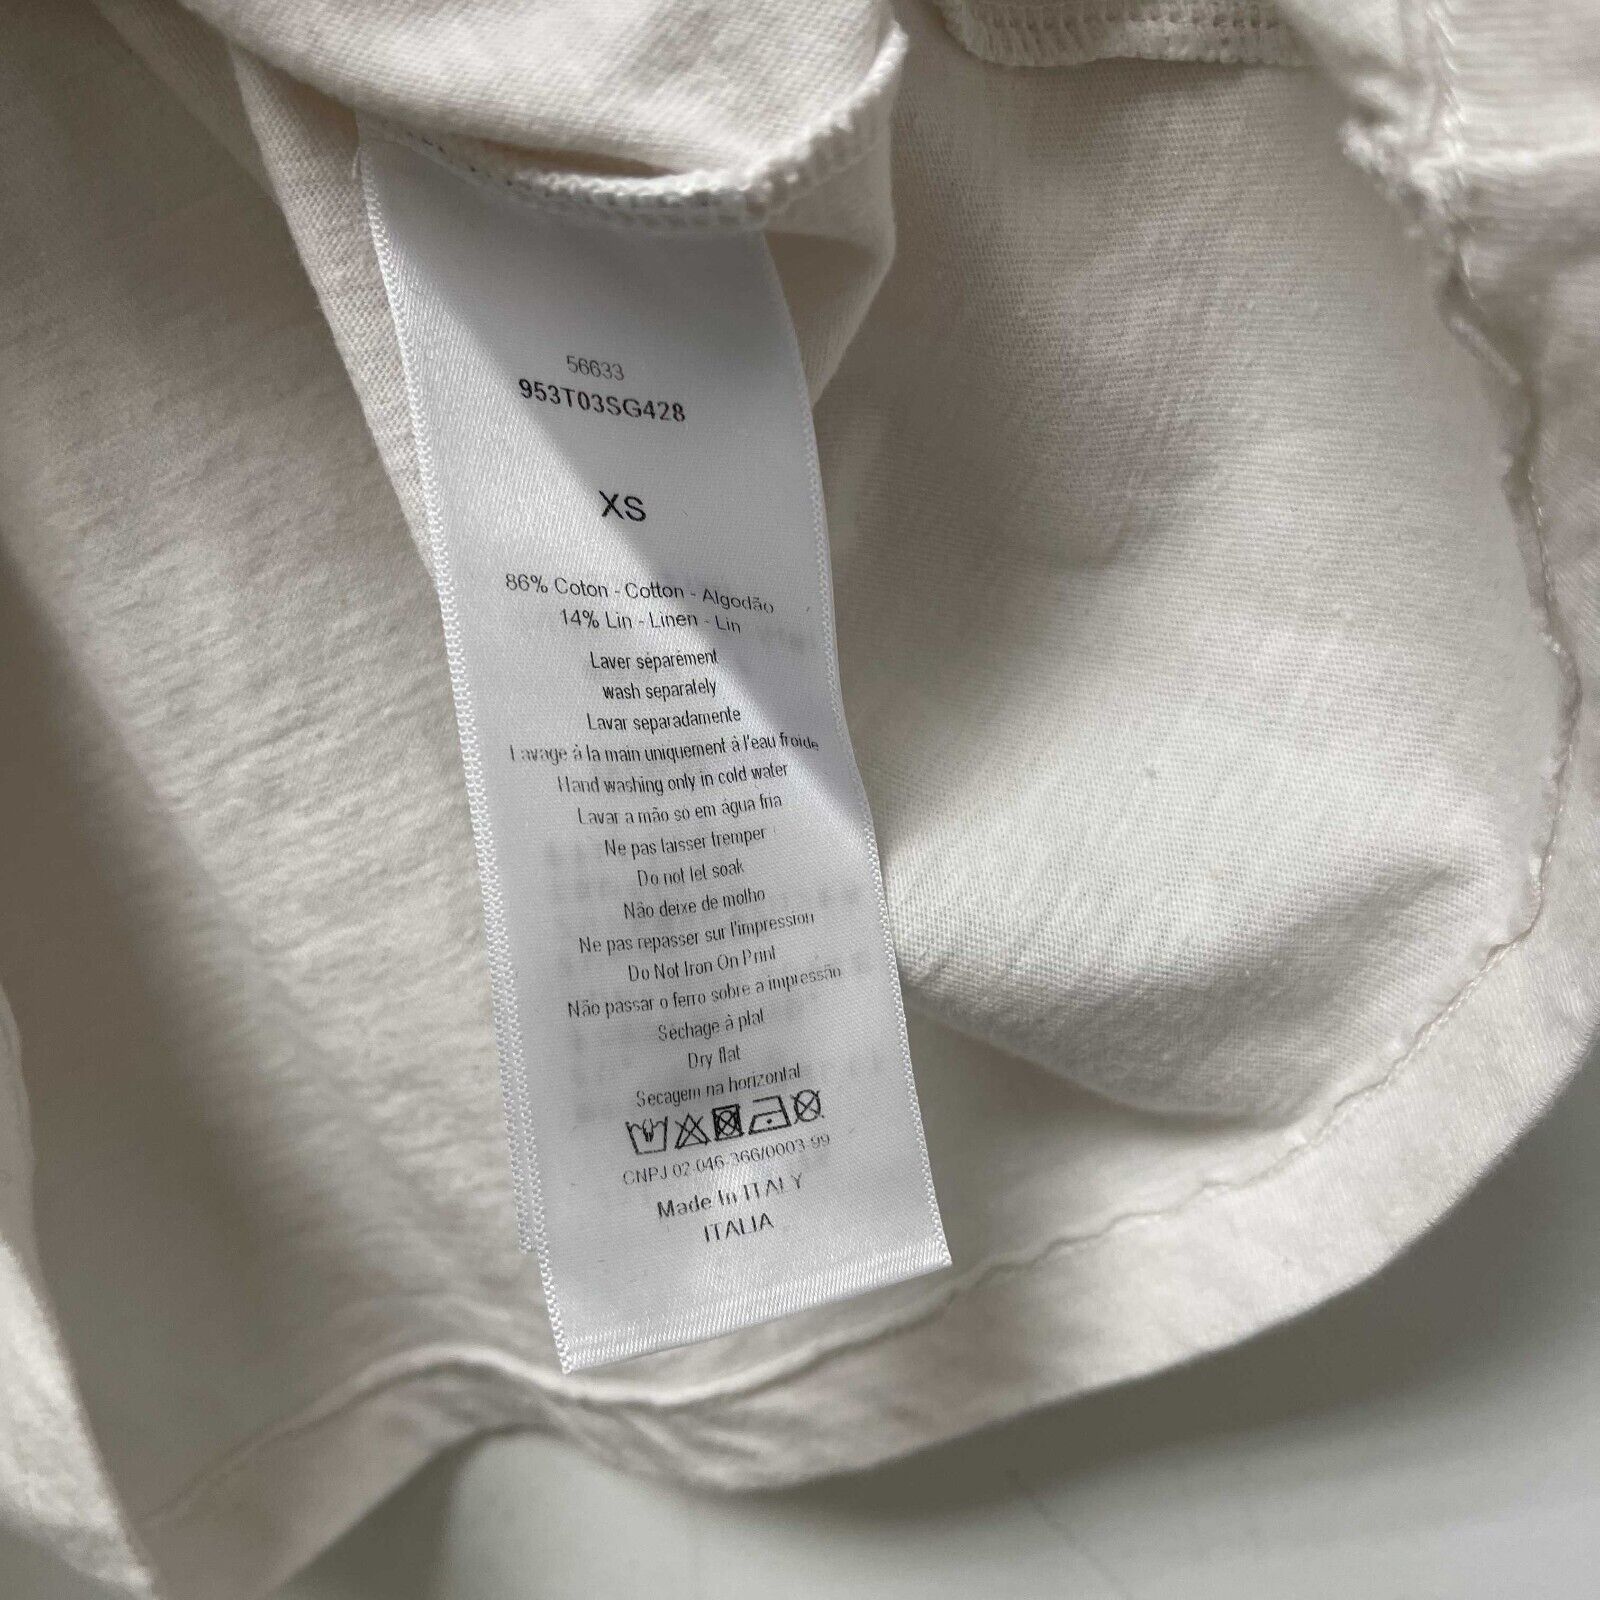 56633
953T03SG428
XS
86% Coton - Cotton - Algodão
14% Lin - Linen - Lin
Laver séparément
wash separately
Lavar separadamente
Lavage à la main uniquement à l'eau froide
Hand washing only in cold water
Lavar a mão so em água fria
Ne pas laisser tremper
Do not let soak
Não deixe de molho
Ne pas repasser sur l'impression
Do Not Iron On Print
Não passar o ferro sobre a impressão
Séchage à plat
Dry flat
Secagem na horizontal
CNPJ 02-046-366/0003-99
Made In ITALY
ITALIA